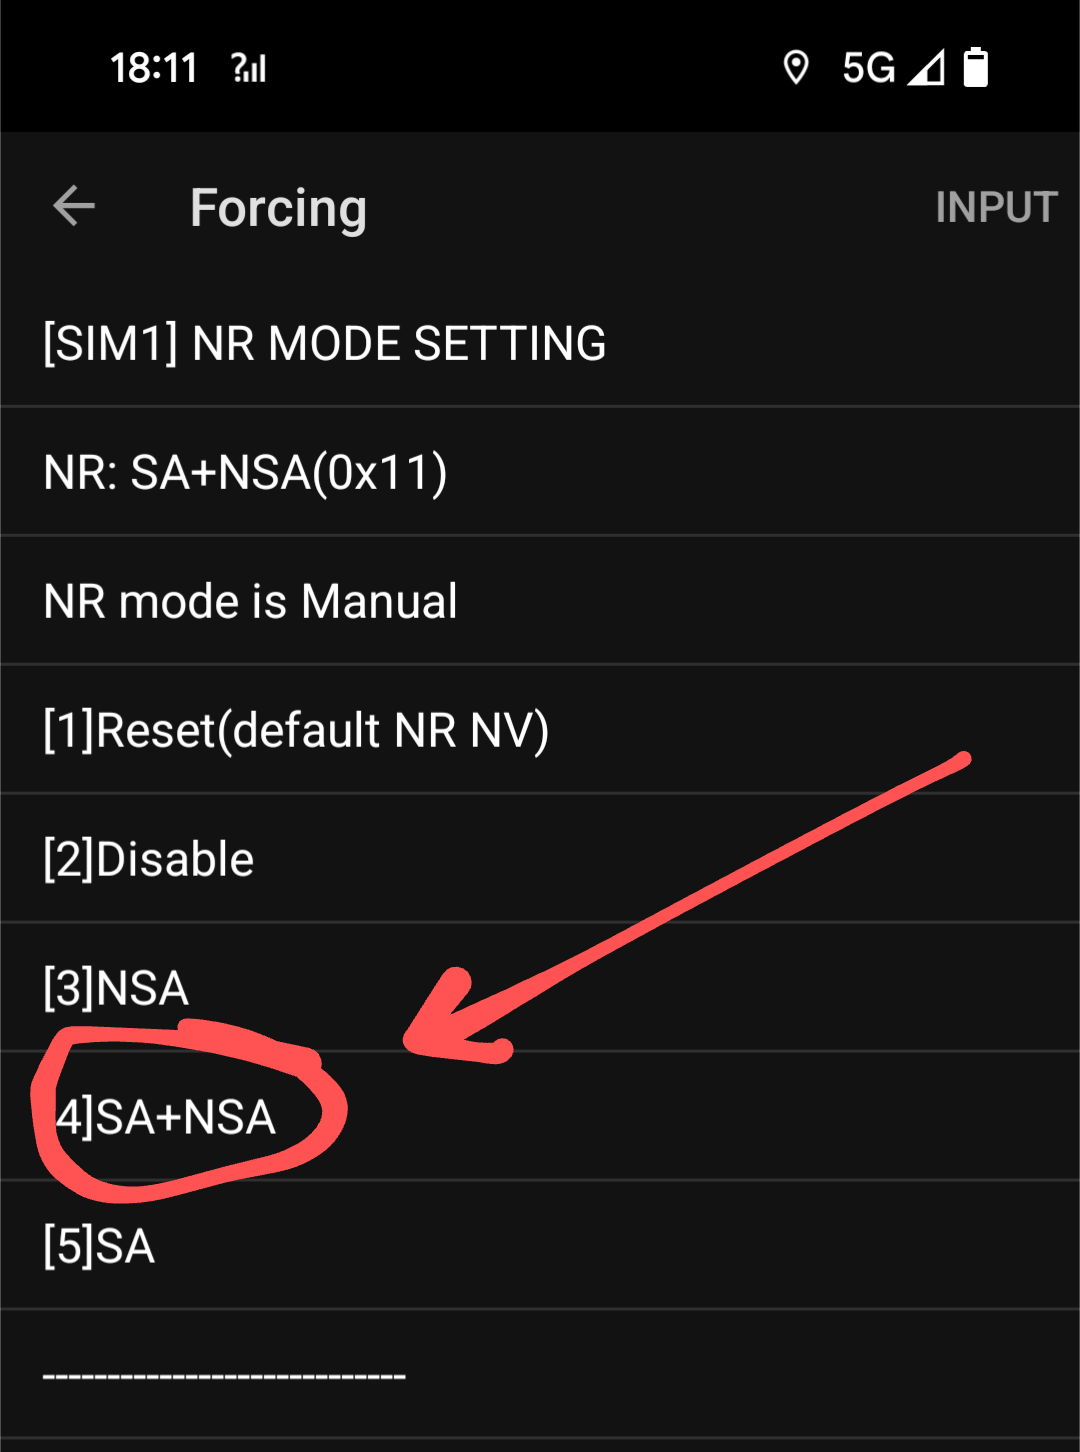 18:11 ? 5G
Forcing INPUT
[SIM1] NR MODE SETTING
NR: SA+NSA(0x11)
NR mode is Manual
[1]Reset(default NR NV)
[2]Disable
[3]NSA
4]SA+NSA
[5]SA
----------------------------